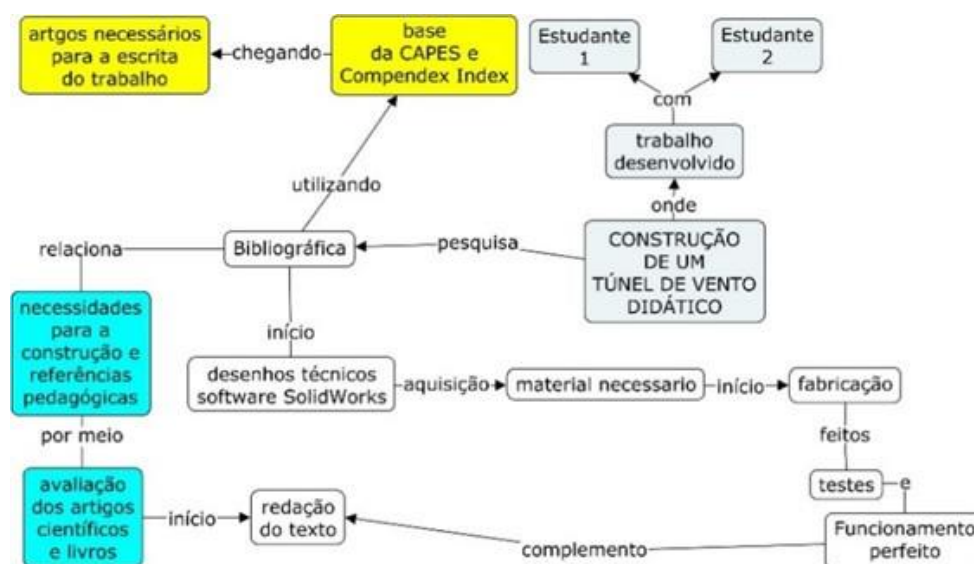 artgos necessários
para a escrita
do trabalho
chegando
base
da CAPES e
Compendex Index
Estudante
1
Estudante
2
com
trabalho
desenvolvido
utilizando
onde
relaciona
Bibliográfica
pesquisa
CONSTRUÇÃO
DE UM
TÚNEL DE VENTO
DIDÁTICO
necessidades
para a
construção e
referências
pedagógicas
início
desenhos técnicos
software SolidWorks
aquisição
material necessario
início
fabricação
por meio
feitos
avaliação
dos artigos
científicos
e livros
início
redação
do texto
testes
e
complemento
Funcionamento
perfeito